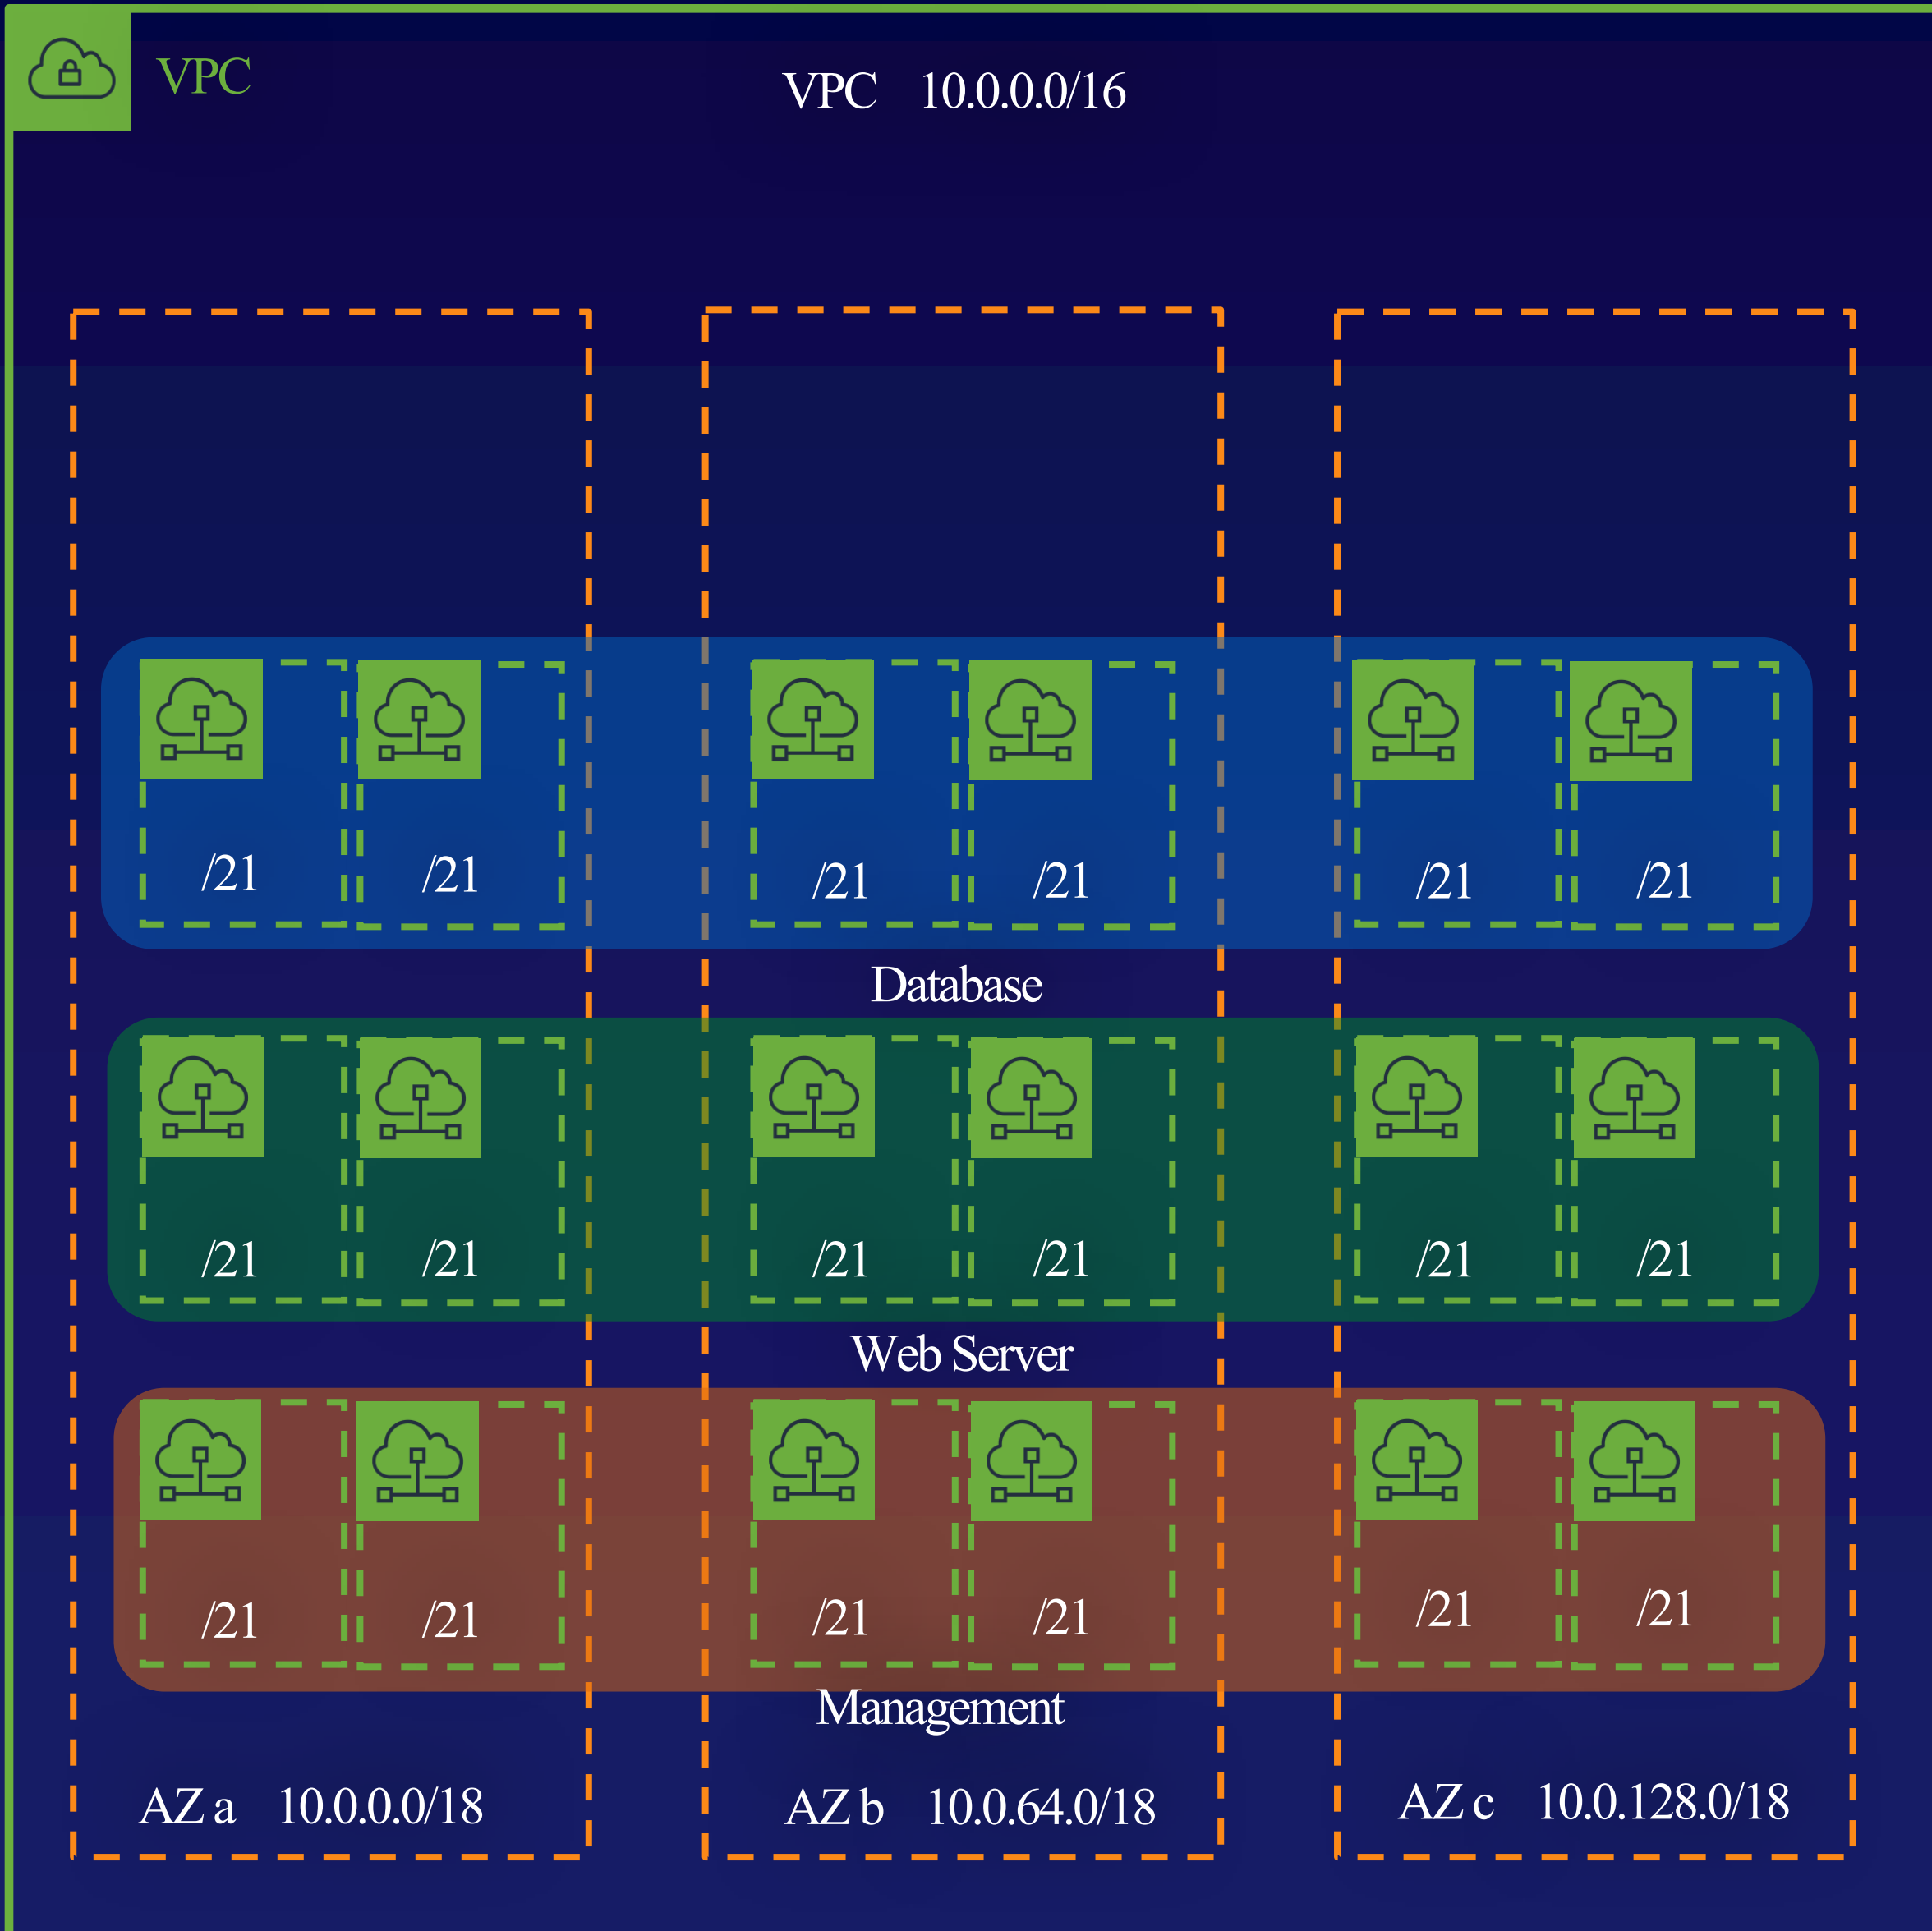 VPC
VPC 10.0.0.0/16
/21 /21 /21 /21 /21 /21
Database
/21 /21 /21 /21 /21 /21
Web Server
/21 /21 /21 /21 /21 /21
Management
AZ a 10.0.0.0/18
AZ b 10.0.64.0/18
AZ c 10.0.128.0/18